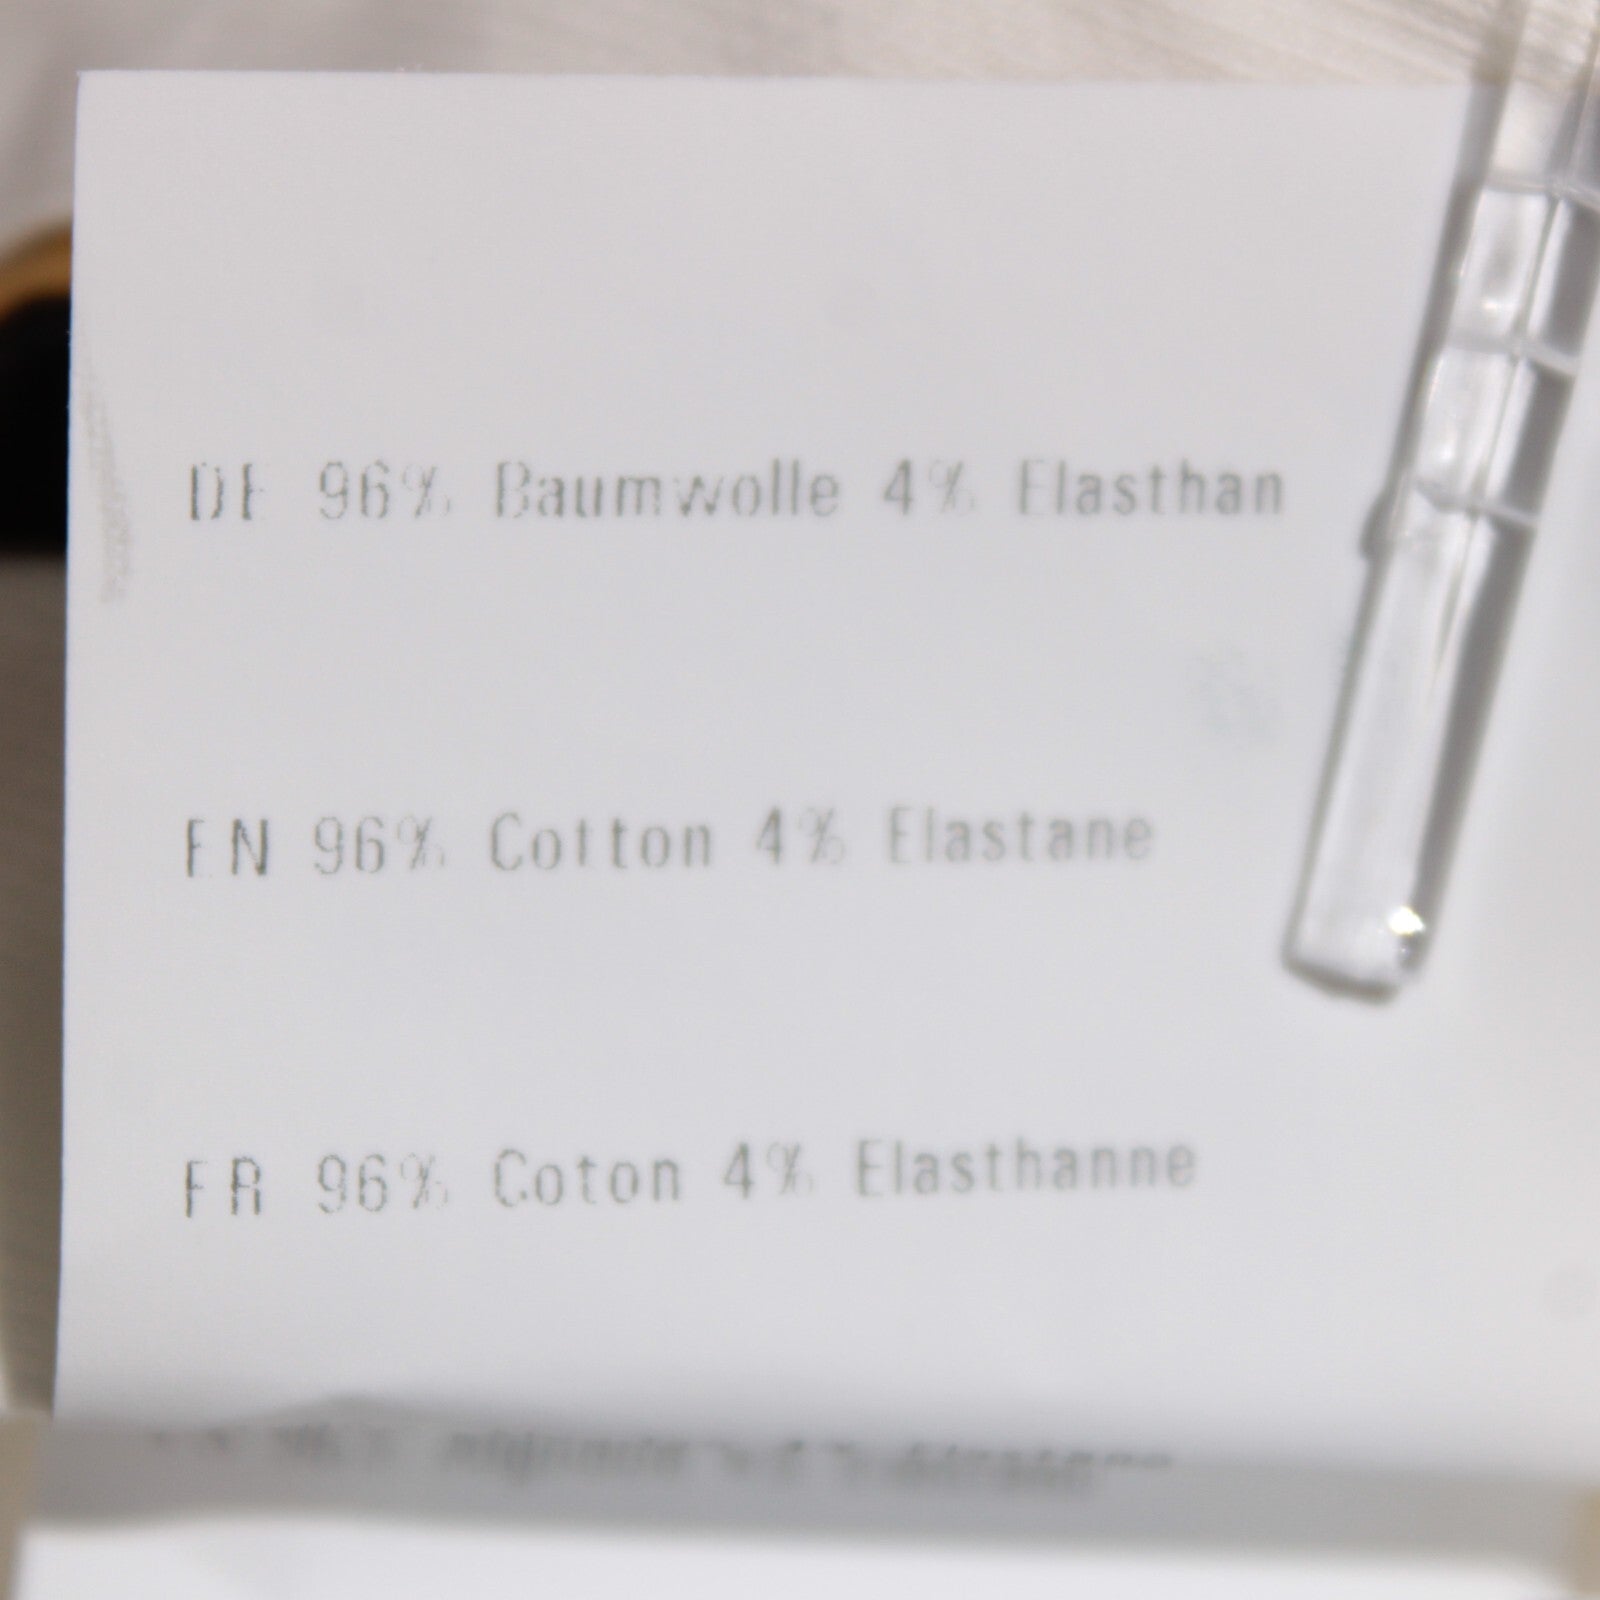 DE 96% Baumwolle 4% Elasthan
EN 96% Cotton 4% Elastane
FR 96% Coton 4% Elasthanne